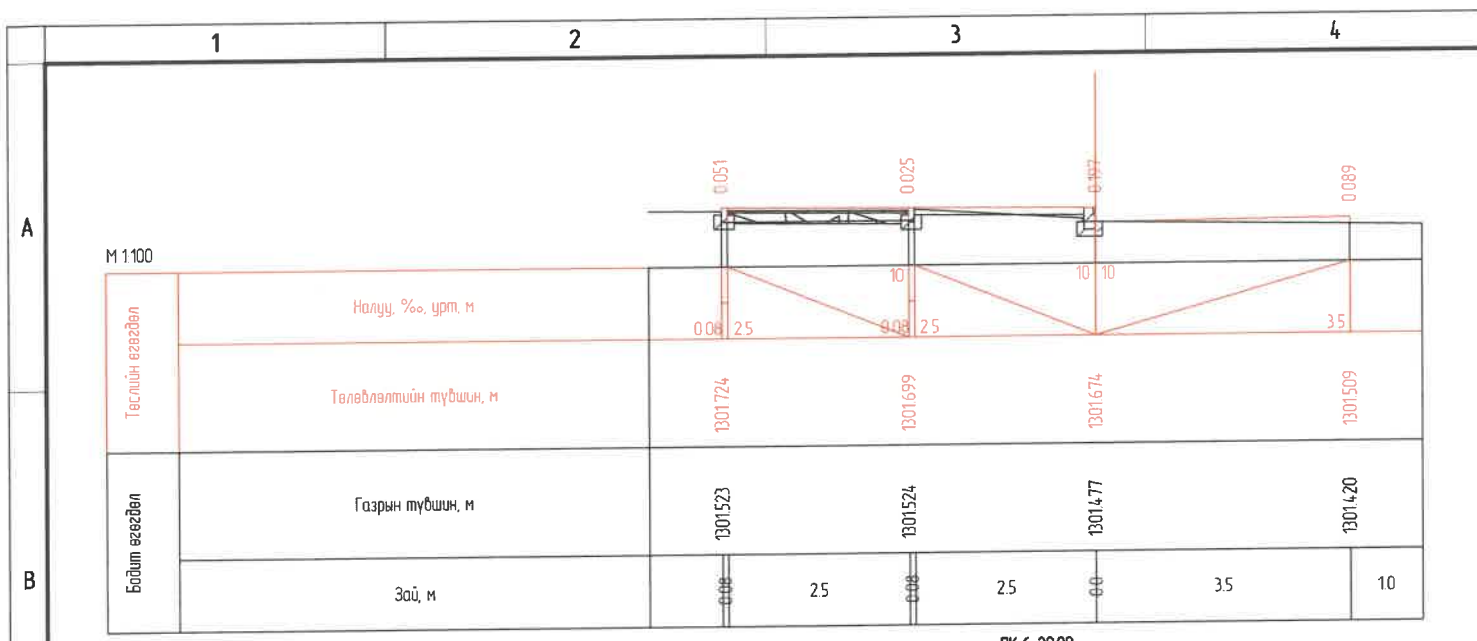 1 2 3 4
A
0.051 0.025 0.197 0.089
M 1:100
Төслийн өгөгдөл
Налуу, ‰, урт, м
10 10 10
0.08 2.5 0.08 2.5 3.5
Төлөвлөлтийн түвшин, м
1301.724 1301.699 1301.674 1301.509
B
Бодит өгөгдөл
Газрын түвшин, м
1301.523 1301.524 1301.477 1301.420
Зай, м
0.08 2.5 0.08 2.5 0.0 3.5 1.0